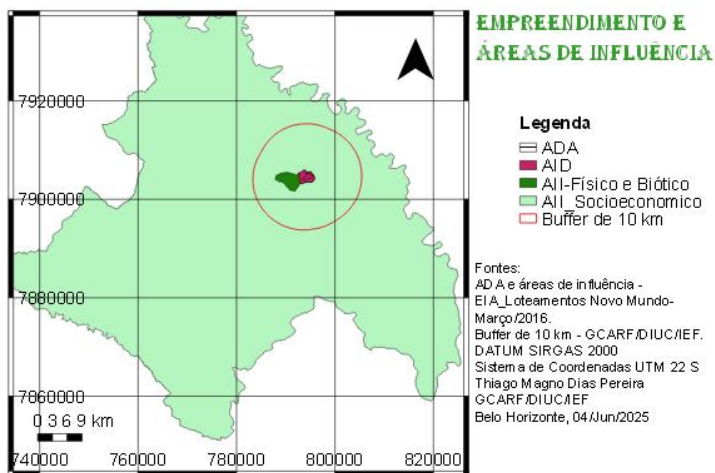 EMPREENDIMENTO E
ÁREAS DE INFLUÊNCIA
7920000
7900000
7880000
7860000
0 3 6 9 km
740000 760000 780000 800000 820000
Legenda
ADA
AID
AII-Físico e Biótico
AII_Socioeconomico
Buffer de 10 km
Fontes:
ADA e áreas de influência -
EIA_Loteamentos Novo Mundo-
Março/2016.
Buffer de 10 km - GCARF/DIUC/IEF.
DATUM SIRGAS 2000
Sistema de Coordenadas UTM 22 S
Thiago Magno Dias Pereira
GCARF/DIUC/IEF
Belo Horizonte, 04/Jun/2025